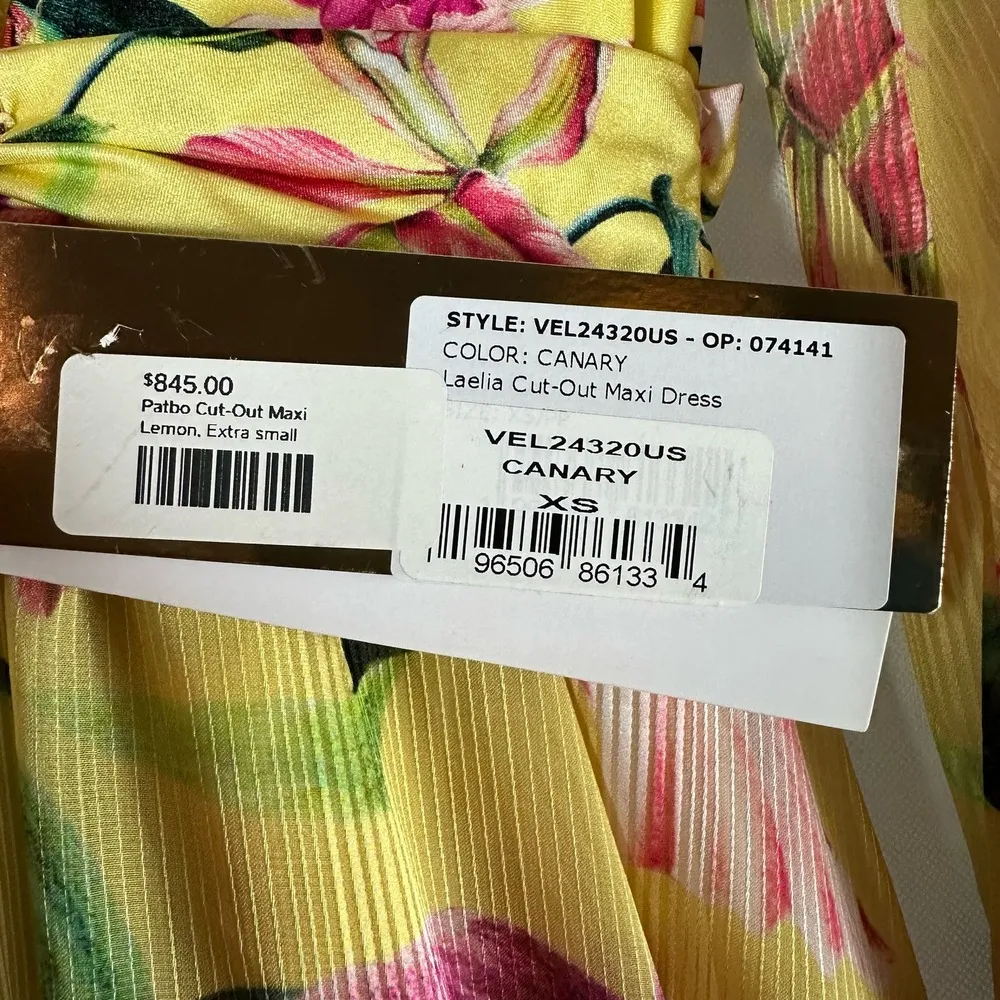 STYLE: VEL24320US - OP: 074141
COLOR: CANARY
Laelia Cut-Out Maxi Dress
$845.00
Patbo Cut-Out Maxi
Lemon, Extra small
VEL24320US
CANARY
XS
96506 86133 4